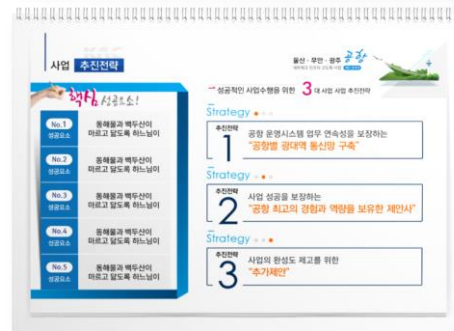 사업 추진전략
울산 · 무안 · 광주 공항
핵심 성공요소!
No.1
성공요소
동해물과 백두산이
마르고 닳도록 하느님이
No.2
성공요소
동해물과 백두산이
마르고 닳도록 하느님이
No.3
성공요소
동해물과 백두산이
마르고 닳도록 하느님이
No.4
성공요소
동해물과 백두산이
마르고 닳도록 하느님이
No.5
성공요소
동해물과 백두산이
마르고 닳도록 하느님이
성공적인 사업수행을 위한 3 대 사업 사업 추진전략
Strategy
추진전략
1
공항 운영시스템 업무 연속성을 보장하는
"공항별 광대역 통신망 구축"
Strategy
추진전략
2
사업 성공을 보장하는
"공항 최고의 경험과 역량을 보유한 제안사"
Strategy
추진전략
3
사업의 완성도 제고를 위한
"추가제안"